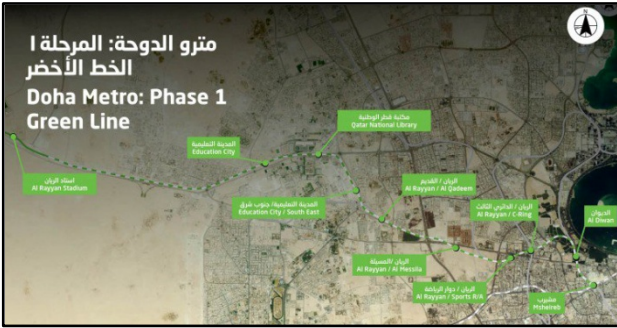 مترو الدوحة: المرحلة ١
الخط الأخضر
Doha Metro: Phase 1
Green Line
N
مكتبة قطر الوطنية
Qatar National Library
المدينة التعليمية
Education City
استاد الريان
Al Rayyan Stadium
الريان / القديم
Al Rayyan / Al Qadeem
المدينة التعليمية/ جنوب شرق
Education City / South East
الريان / الدائري الثالث
Al Rayyan / C-Ring
الديوان
Al Diwan
الريان /المسيلة
Al Rayyan / Al Messila
الريان / دوار الرياضة
Al Rayyan / Sports R/A
مشيرب
Msheireb